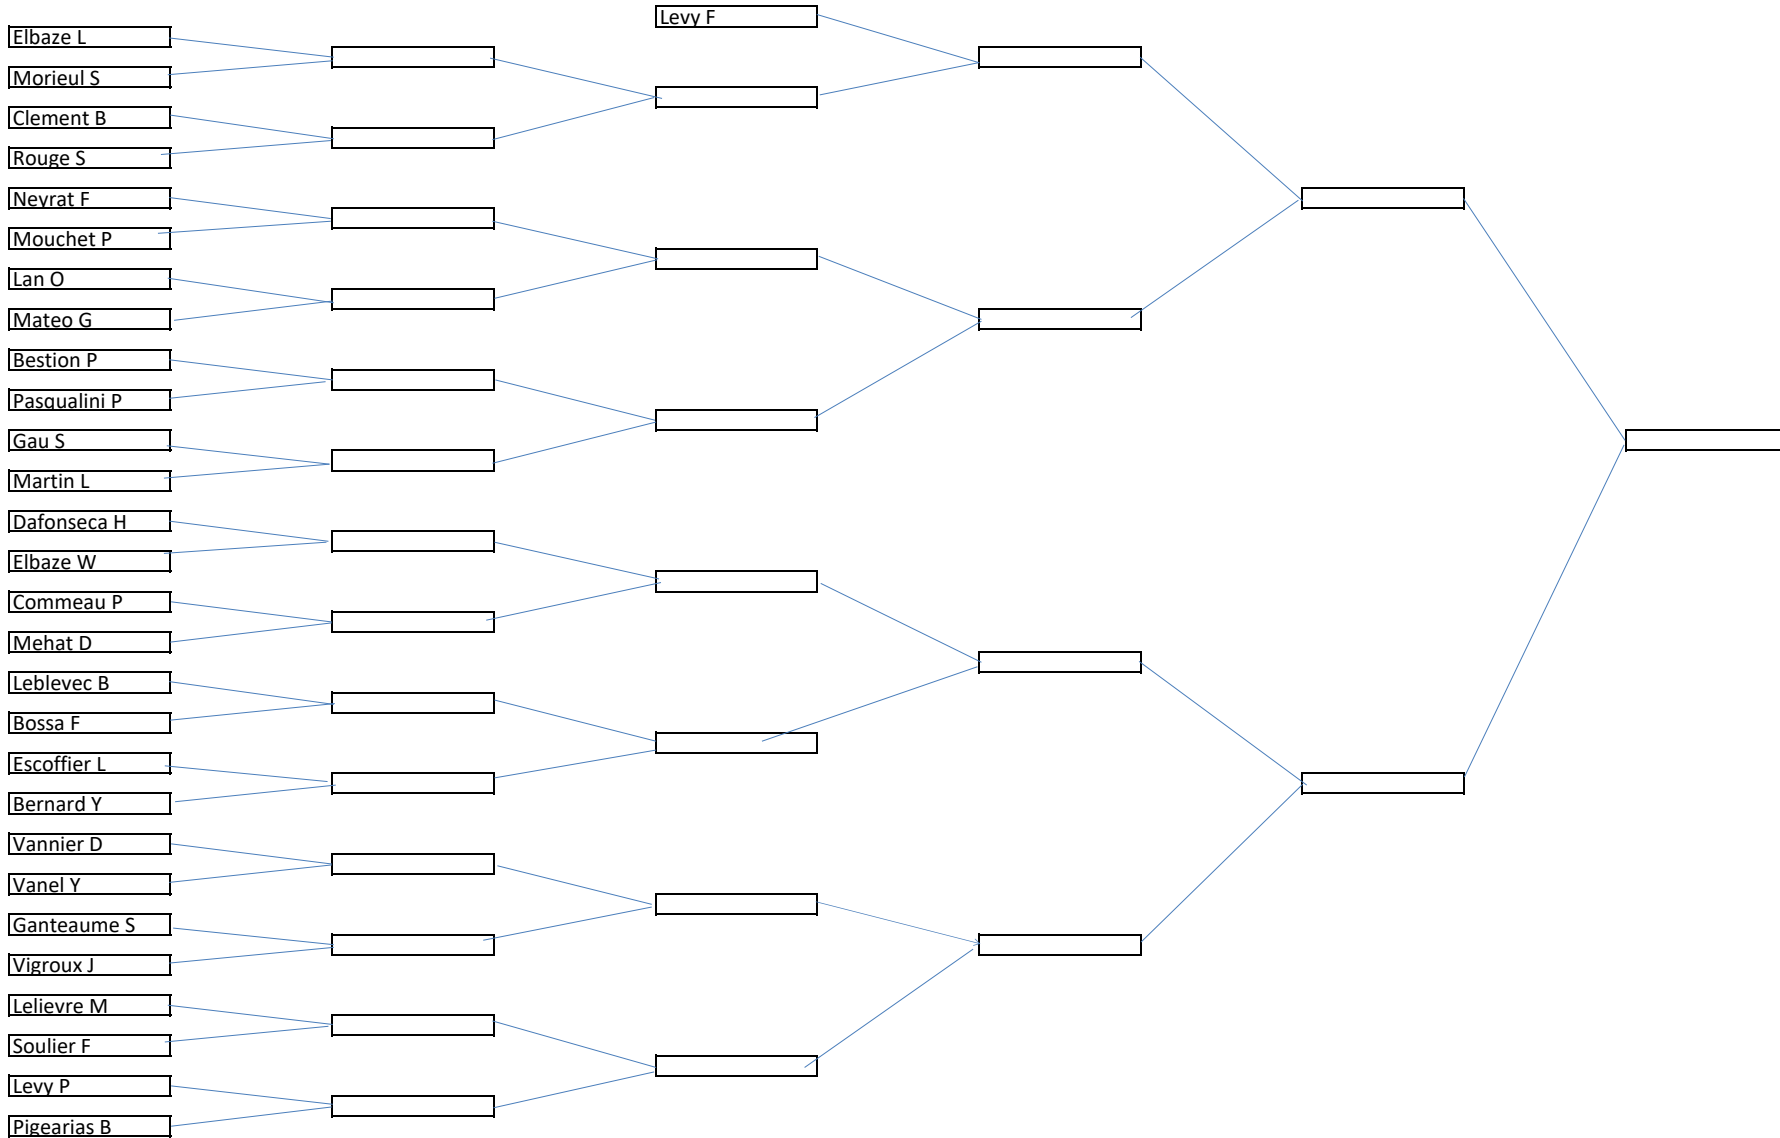 Levy F
Elbaze L
Morieul S
Clement B
Rouge S
Neyrat F
Mouchet P
Lan O
Mateo G
Bestion P
Pasqualini P
Gau S
Martin L
Dafonseca H
Elbaze W
Commeau P
Mehat D
Leblevec B
Bossa F
Escoffier L
Bernard Y
Vannier D
Vanel Y
Ganteaume S
Vigroux J
Lelievre M
Soulier F
Levy P
Pigearias B